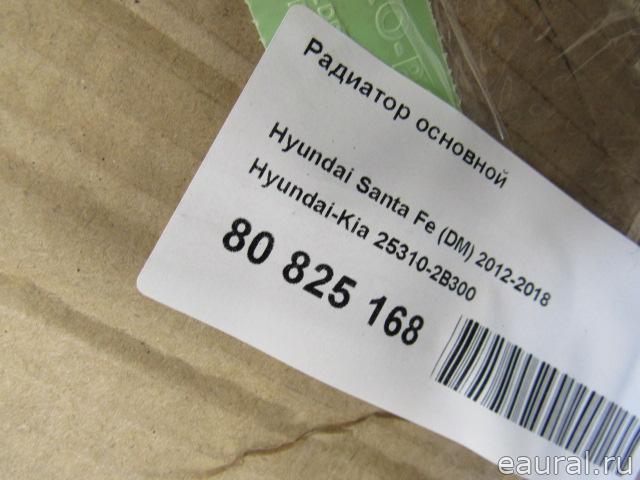 Радиатор основной
Hyundai Santa Fe (DM) 2012-2018
Hyundai-Kia 25310-2B300
80 825 168
eaural.ru